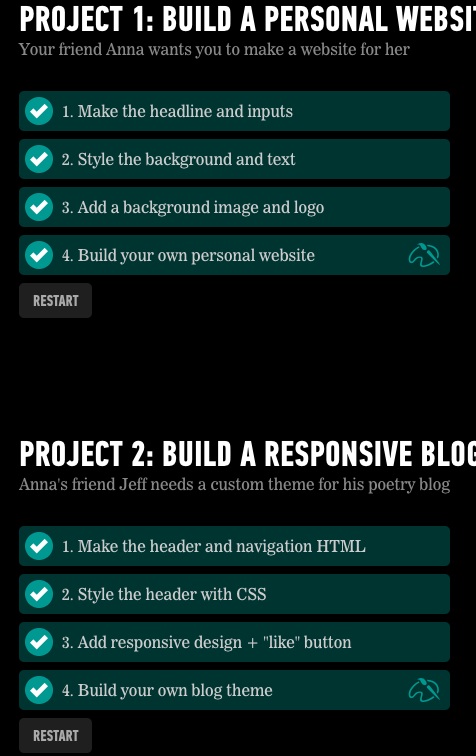 PROJECT 1: BUILD A PERSONAL WEBSIT
Your friend Anna wants you to make a website for her
1. Make the headline and inputs
2. Style the background and text
3. Add a background image and logo
4. Build your own personal website
RESTART
PROJECT 2: BUILD A RESPONSIVE BLOG
Anna's friend Jeff needs a custom theme for his poetry blog
1. Make the header and navigation HTML
2. Style the header with CSS
3. Add responsive design + "like" button
4. Build your own blog theme
RESTART